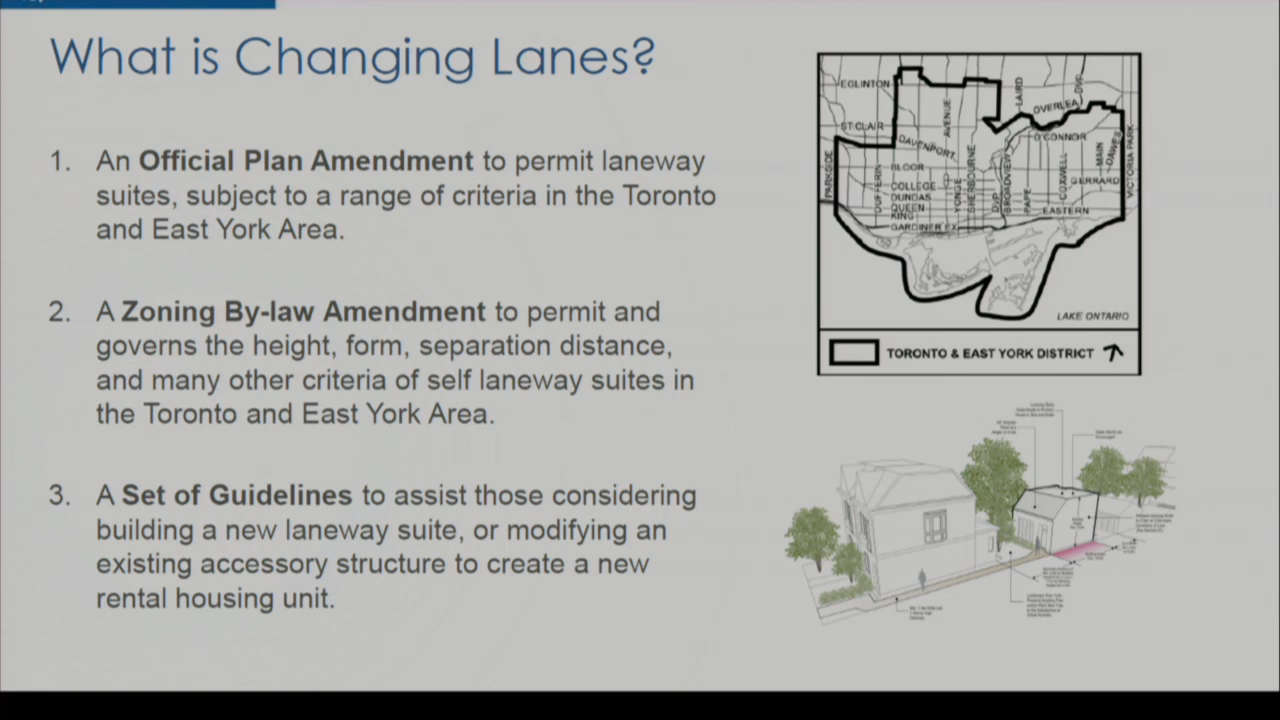 What is Changing Lanes?
1. An Official Plan Amendment to permit laneway
suites, subject to a range of criteria in the Toronto
and East York Area.
2. A Zoning By-law Amendment to permit and
governs the height, form, separation distance,
and many other criteria of self laneway suites in
the Toronto and East York Area.
3. A Set of Guidelines to assist those considering
building a new laneway suite, or modifying an
existing accessory structure to create a new
rental housing unit.
EGLINTON
AVENUE
LAIRD
DVP
OVERLEA
ST.CLAIR
DAVENPORT
O'CONNOR
PARKSIDE
DUFFERIN
BLOOR
COLLEGE
DUNDAS
QUEEN
KING
GARDINER EX
YONGE
SHERBOURNE
DVP
BROADVIEW
PAPE
COXWELL
MAIN
DAWES
GERRARD
EASTERN
VICTORIA PARK
LAKE ONTARIO
TORONTO & EAST YORK DISTRICT